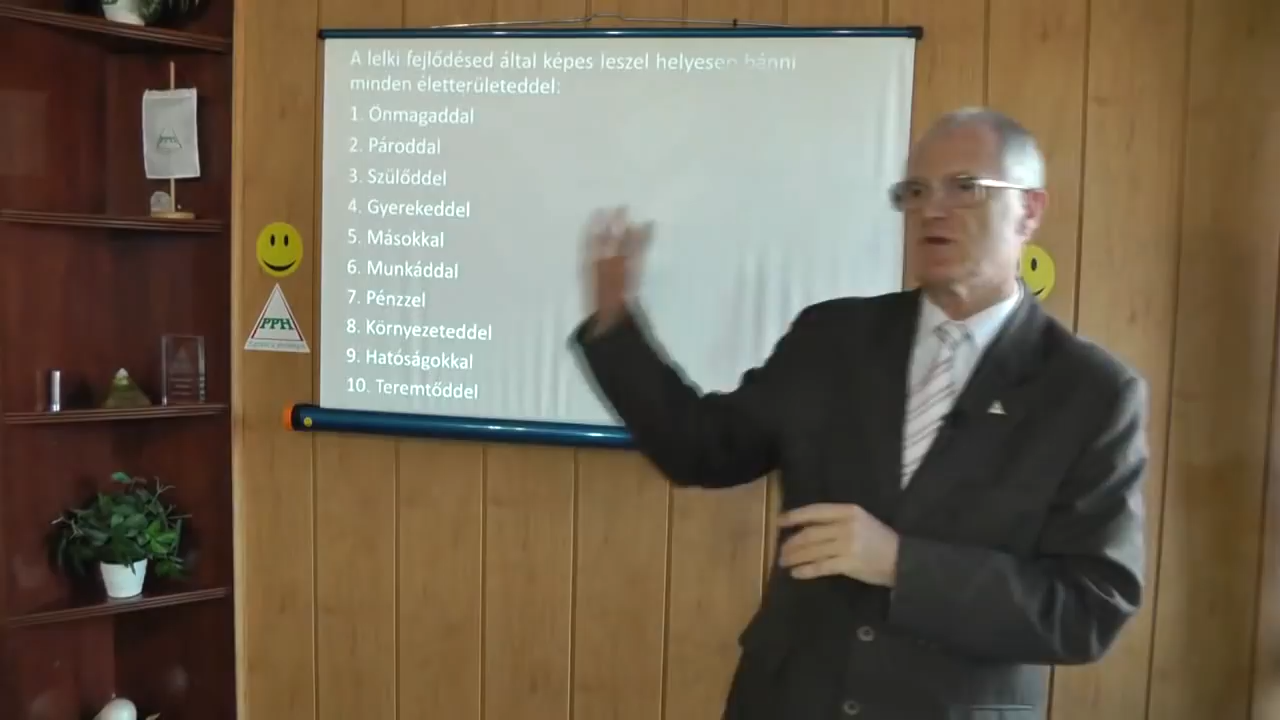 A lelki fejlődésed által képes leszel helyesen bánni
minden életterületeddel:
1. Önmagaddal
2. Pároddal
3. Szülőddel
4. Gyerekeddel
5. Másokkal
6. Munkáddal
7. Pénzzel
8. Környezeteddel
9. Hatóságokkal
10. Teremtőddel
PPH